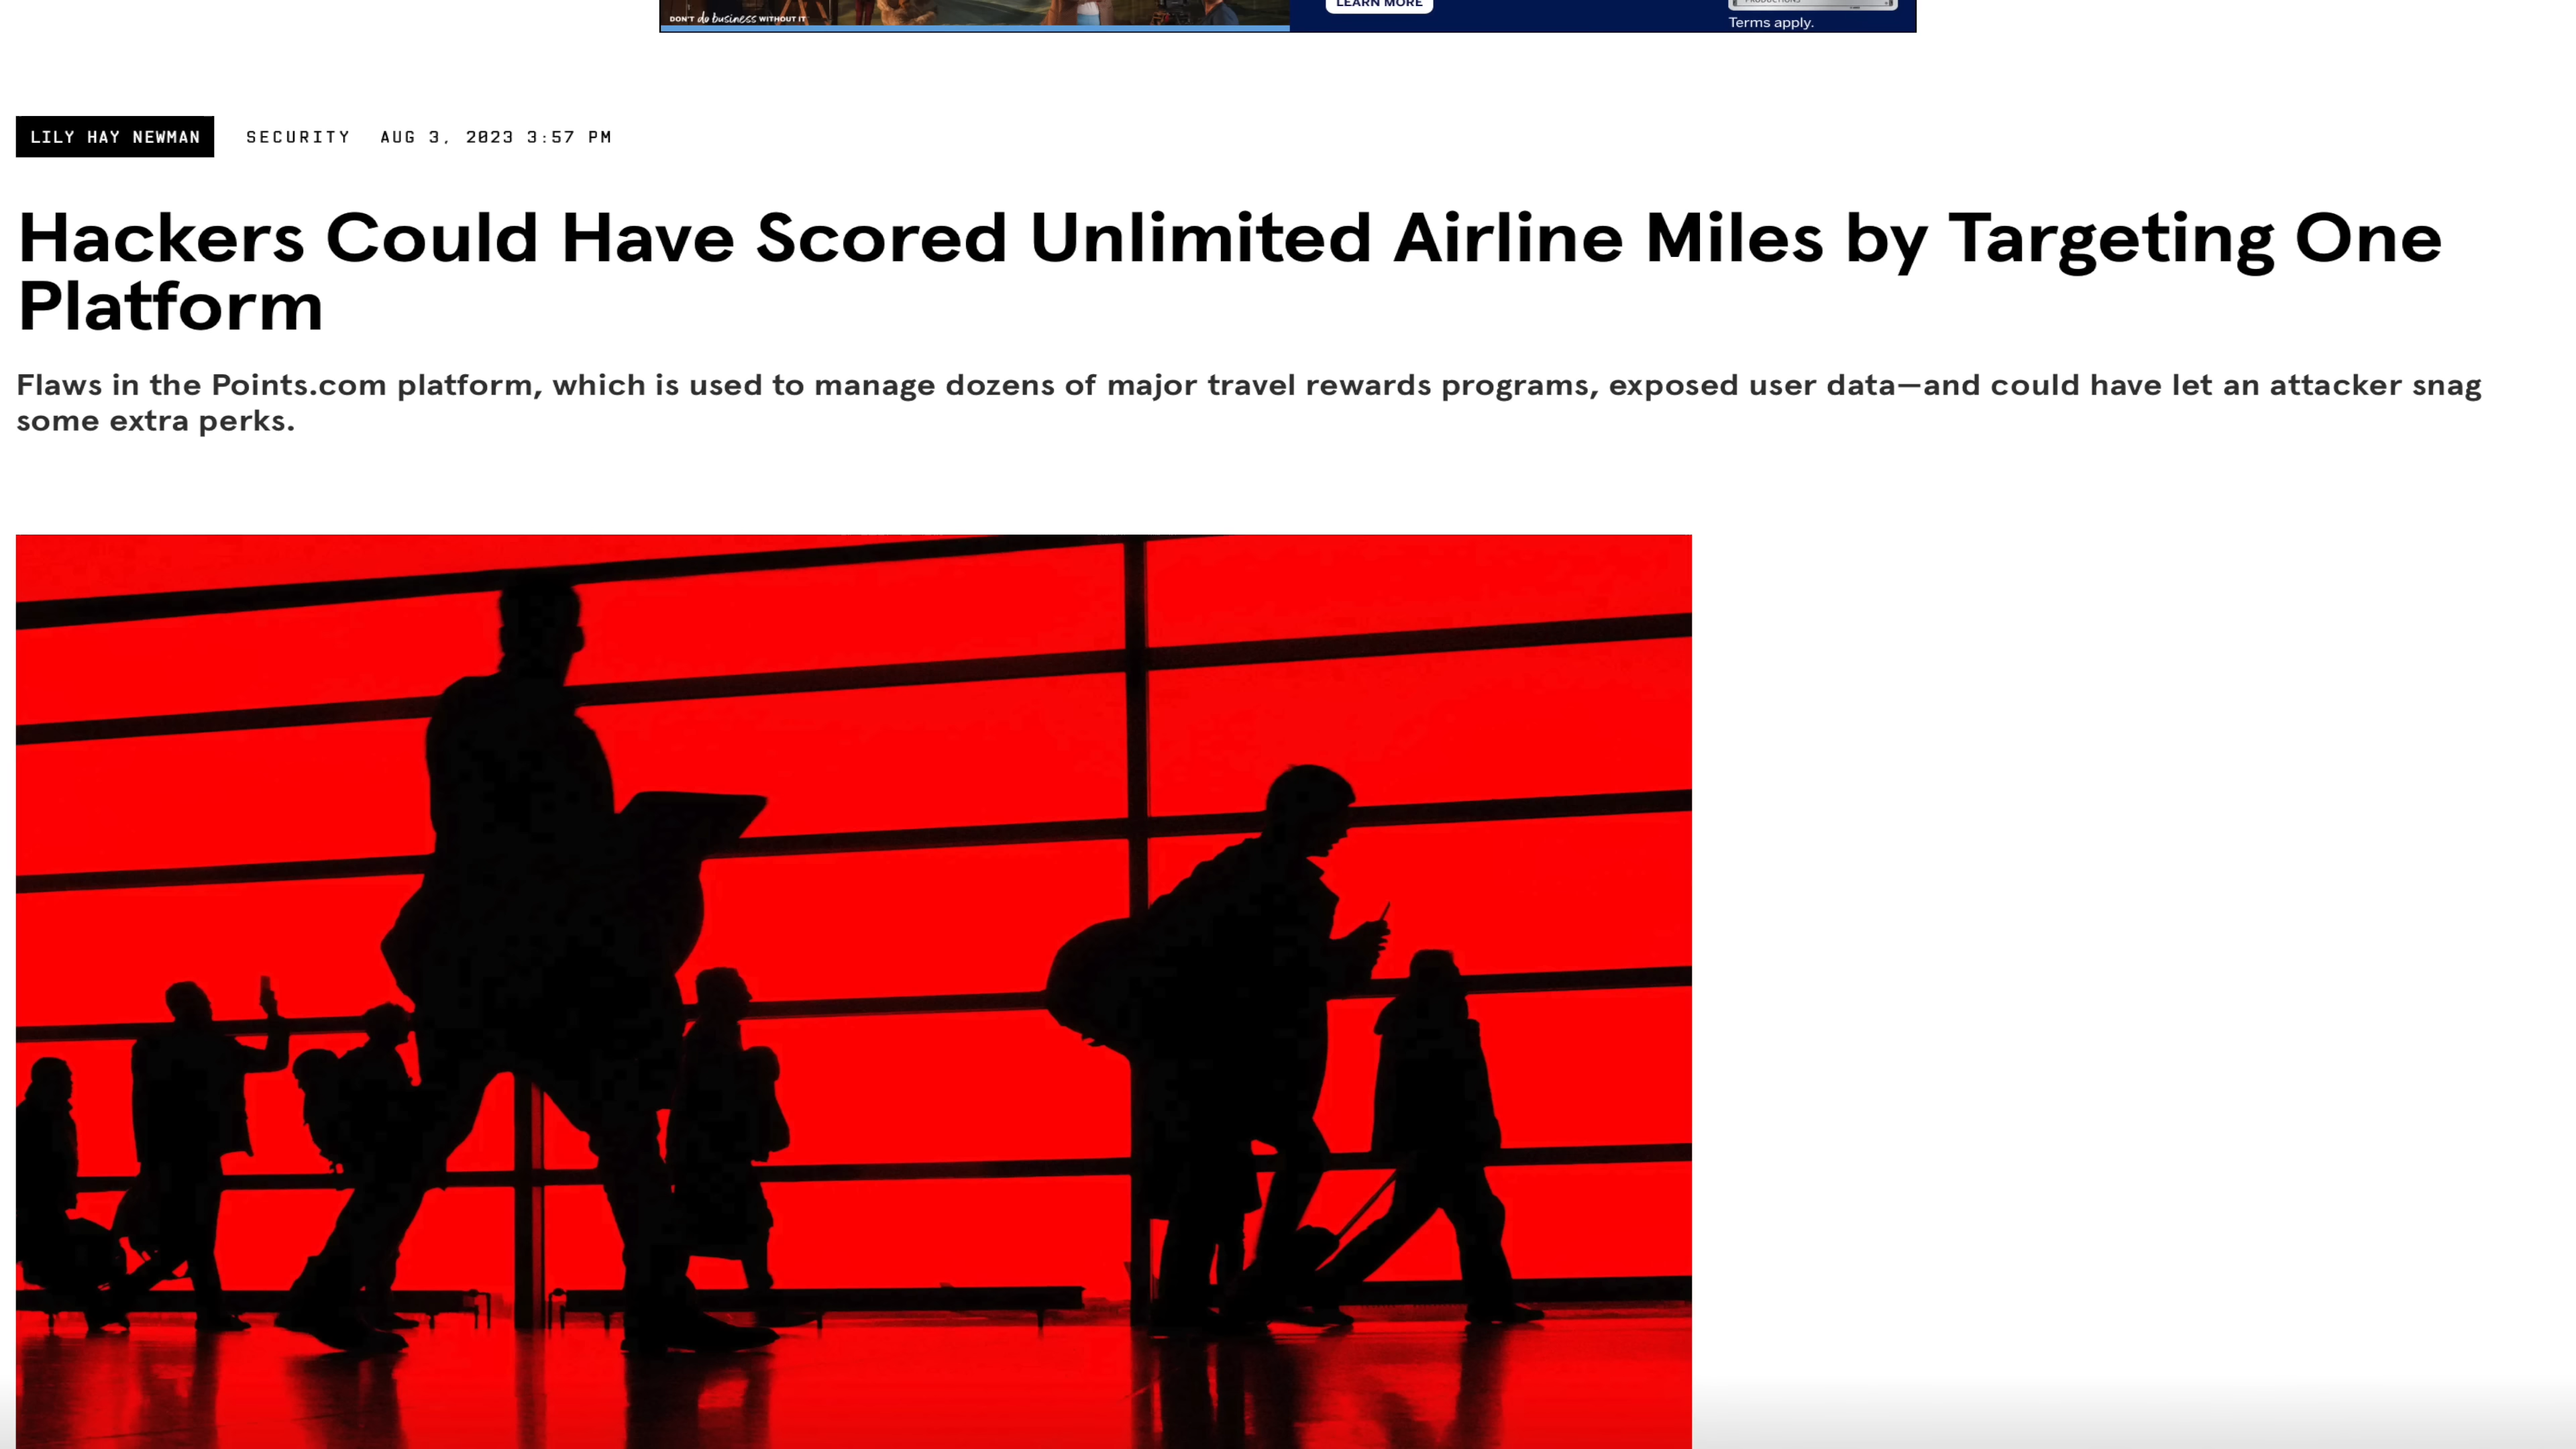 DON'T do business WITHOUT IT
LEARN MORE
PRODUCTIONS
Terms apply.
LILY HAY NEWMAN SECURITY AUG 3, 2023 3:57 PM
Hackers Could Have Scored Unlimited Airline Miles by Targeting One
Platform
Flaws in the Points.com platform, which is used to manage dozens of major travel rewards programs, exposed user data—and could have let an attacker snag
some extra perks.